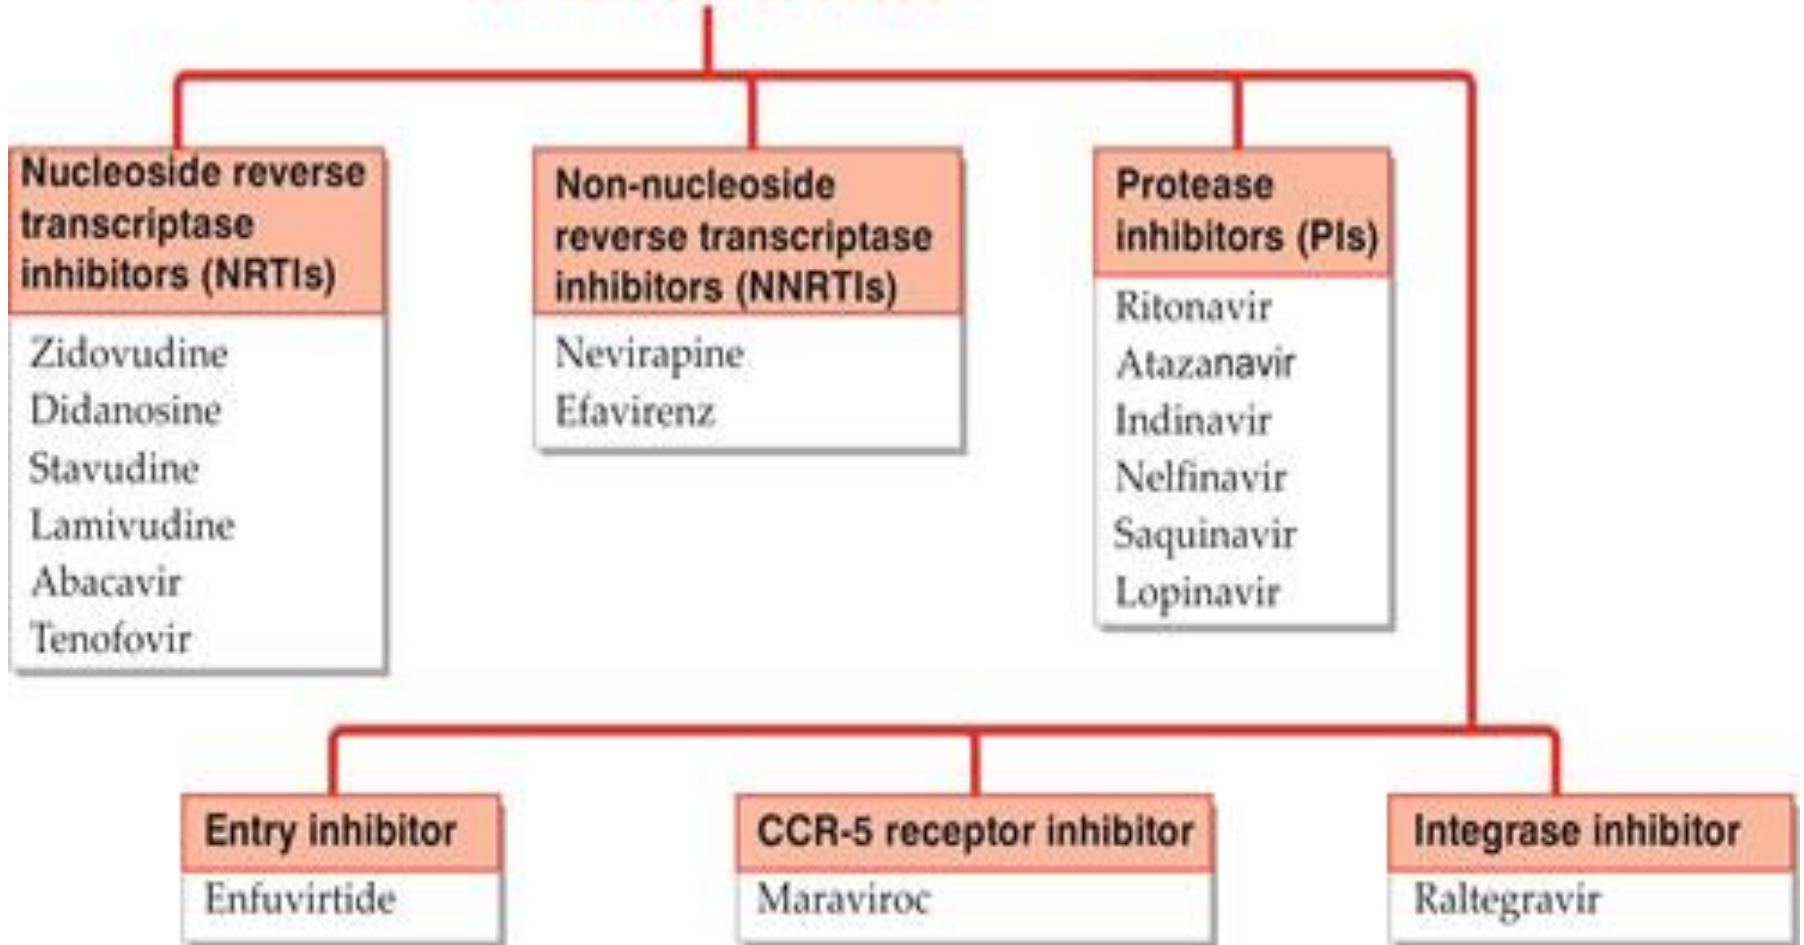 Nucleoside reverse
transcriptase
inhibitors (NRTIs)
Zidovudine
Didanosine
Stavudine
Lamivudine
Abacavir
Tenofovir
Non-nucleoside
reverse transcriptase
inhibitors (NNRTIs)
Nevirapine
Efavirenz
Protease
inhibitors (PIs)
Ritonavir
Atazanavir
Indinavir
Nelfinavir
Saquinavir
Lopinavir
Entry inhibitor
Enfuvirtide
CCR-5 receptor inhibitor
Maraviroc
Integrase inhibitor
Raltegravir